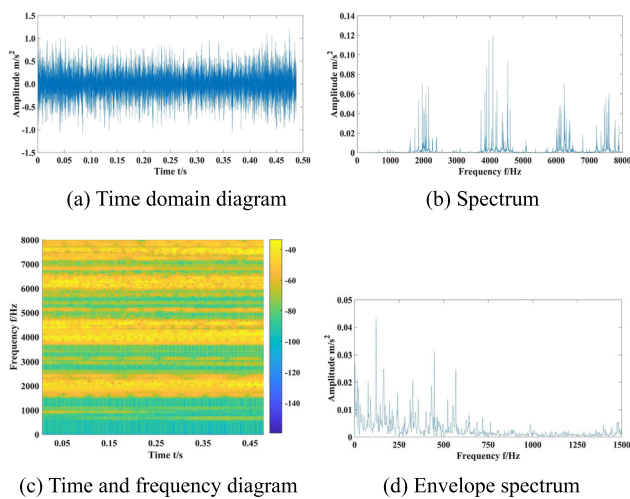 1.5
1.0
0.5
0
-0.5
-1.0
-1.5
Amplitude m/s²
0 0.05 0.10 0.15 0.20 0.25 0.30 0.35 0.40 0.45 0.50
Time t/s
(a) Time domain diagram
0.14
0.12
0.10
0.08
0.06
0.04
0.02
0
Amplitude m/s²
0 1000 2000 3000 4000 5000 6000 7000 8000
Frequency f/Hz
(b) Spectrum
8000
7000
6000
5000
4000
3000
2000
1000
0
Frequency f/Hz
0.05 0.15 0.25 0.35 0.45
Time t/s
-40
-60
-80
-100
-120
-140
(c) Time and frequency diagram
0.05
0.04
0.03
0.02
0.01
0
Amplitude m/s²
0 250 500 750 1000 1250 1500
Frequency f/Hz
(d) Envelope spectrum